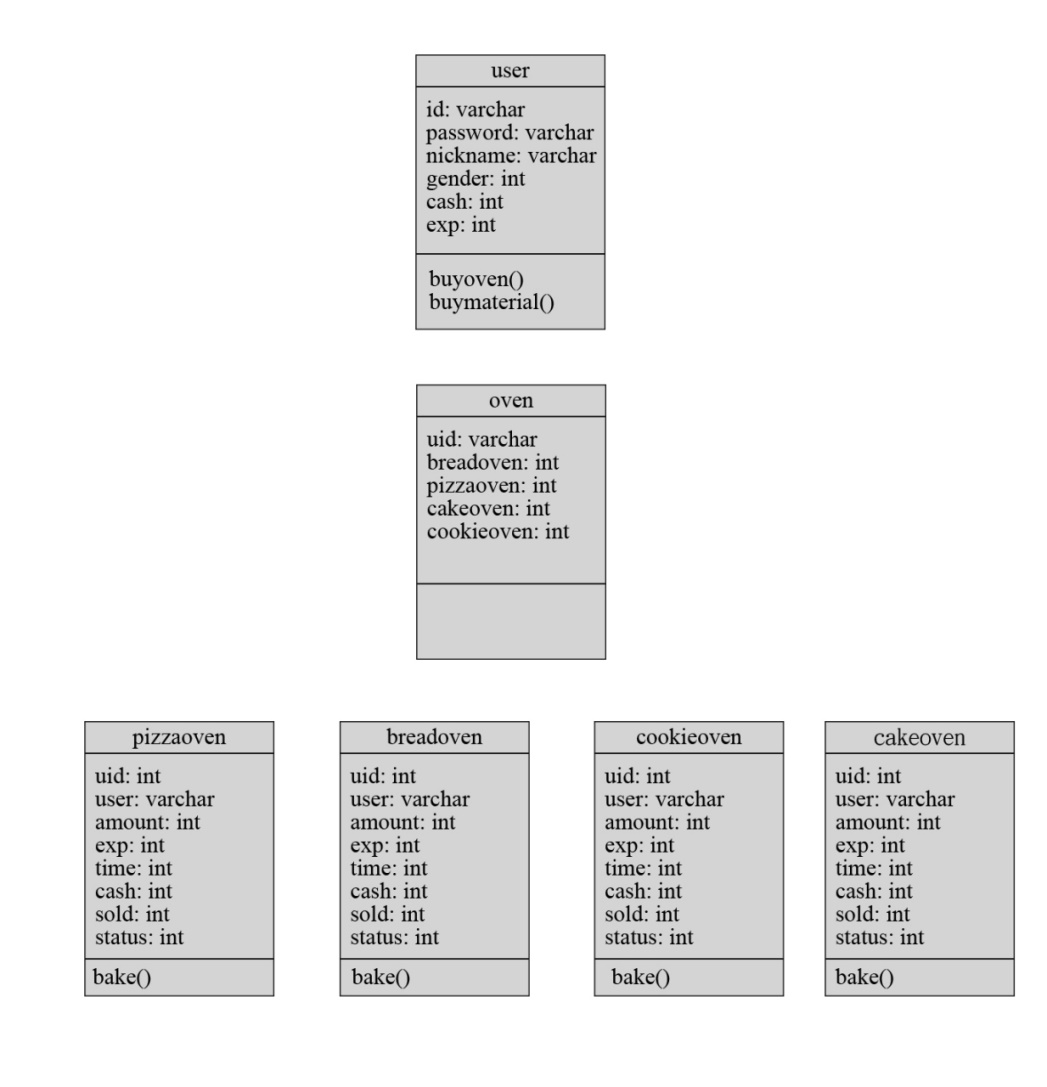 user
id: varchar
password: varchar
nickname: varchar
gender: int
cash: int
exp: int
buyoven()
buymaterial()
oven
uid: varchar
breadoven: int
pizzaoven: int
cakeoven: int
cookieoven: int
pizzaoven
uid: int
user: varchar
amount: int
exp: int
time: int
cash: int
sold: int
status: int
bake()
breadoven
uid: int
user: varchar
amount: int
exp: int
time: int
cash: int
sold: int
status: int
bake()
cookieoven
uid: int
user: varchar
amount: int
exp: int
time: int
cash: int
sold: int
status: int
bake()
cakeoven
uid: int
user: varchar
amount: int
exp: int
time: int
cash: int
sold: int
status: int
bake()